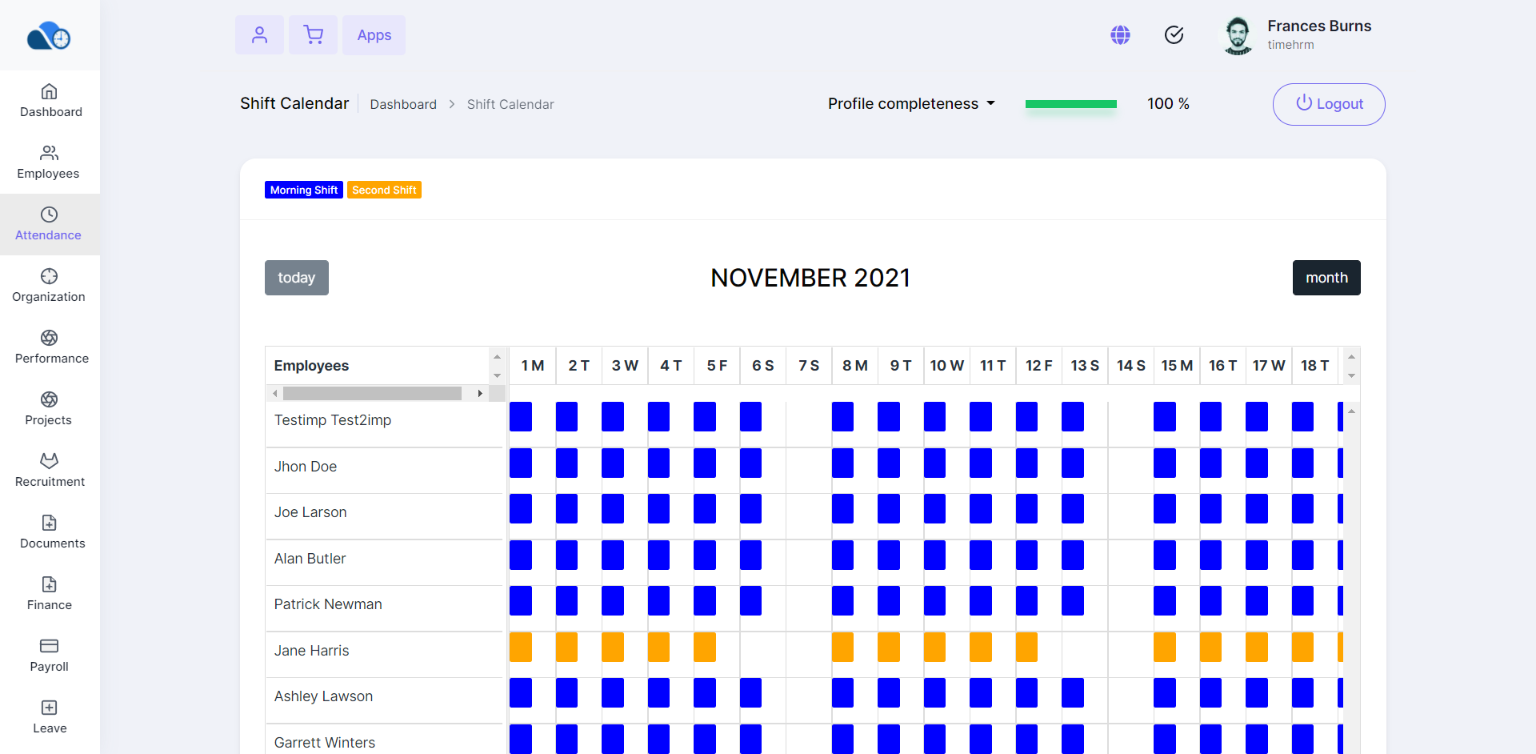 Apps
Frances Burns
timehrm
Shift Calendar
Dashboard > Shift Calendar
Profile completeness
100 %
Logout
Dashboard
Employees
Attendance
Organization
Performance
Projects
Recruitment
Documents
Finance
Payroll
Leave
Morning Shift
Second Shift
today
NOVEMBER 2021
month
Employees 1 M 2 T 3 W 4 T 5 F 6 S 7 S 8 M 9 T 10 W 11 T 12 F 13 S 14 S 15 M 16 T 17 W 18 T
Testimp Test2imp
Jhon Doe
Joe Larson
Alan Butler
Patrick Newman
Jane Harris
Ashley Lawson
Garrett Winters